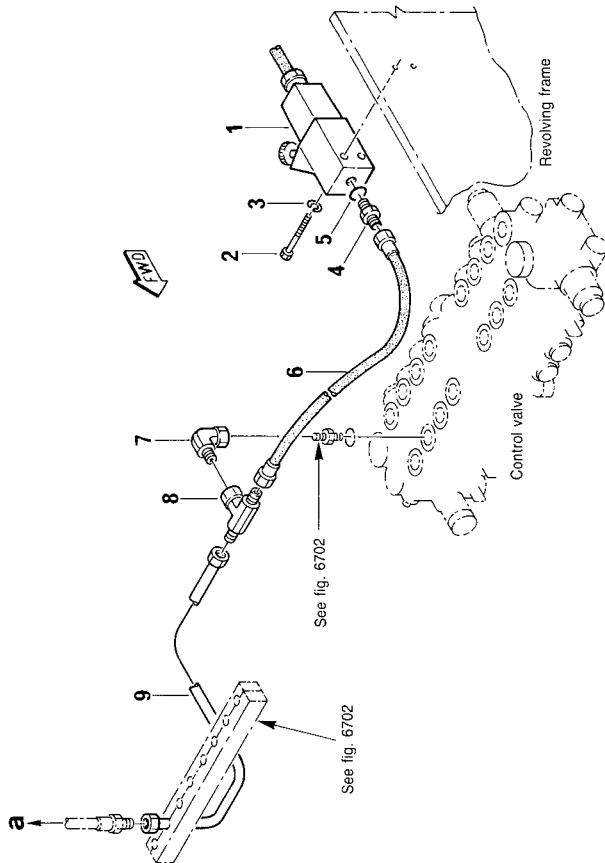 a
9
See fig. 6702
8
7
See fig. 6702
6
Control valve
FWD
2
3
4
5
1
Revolving frame